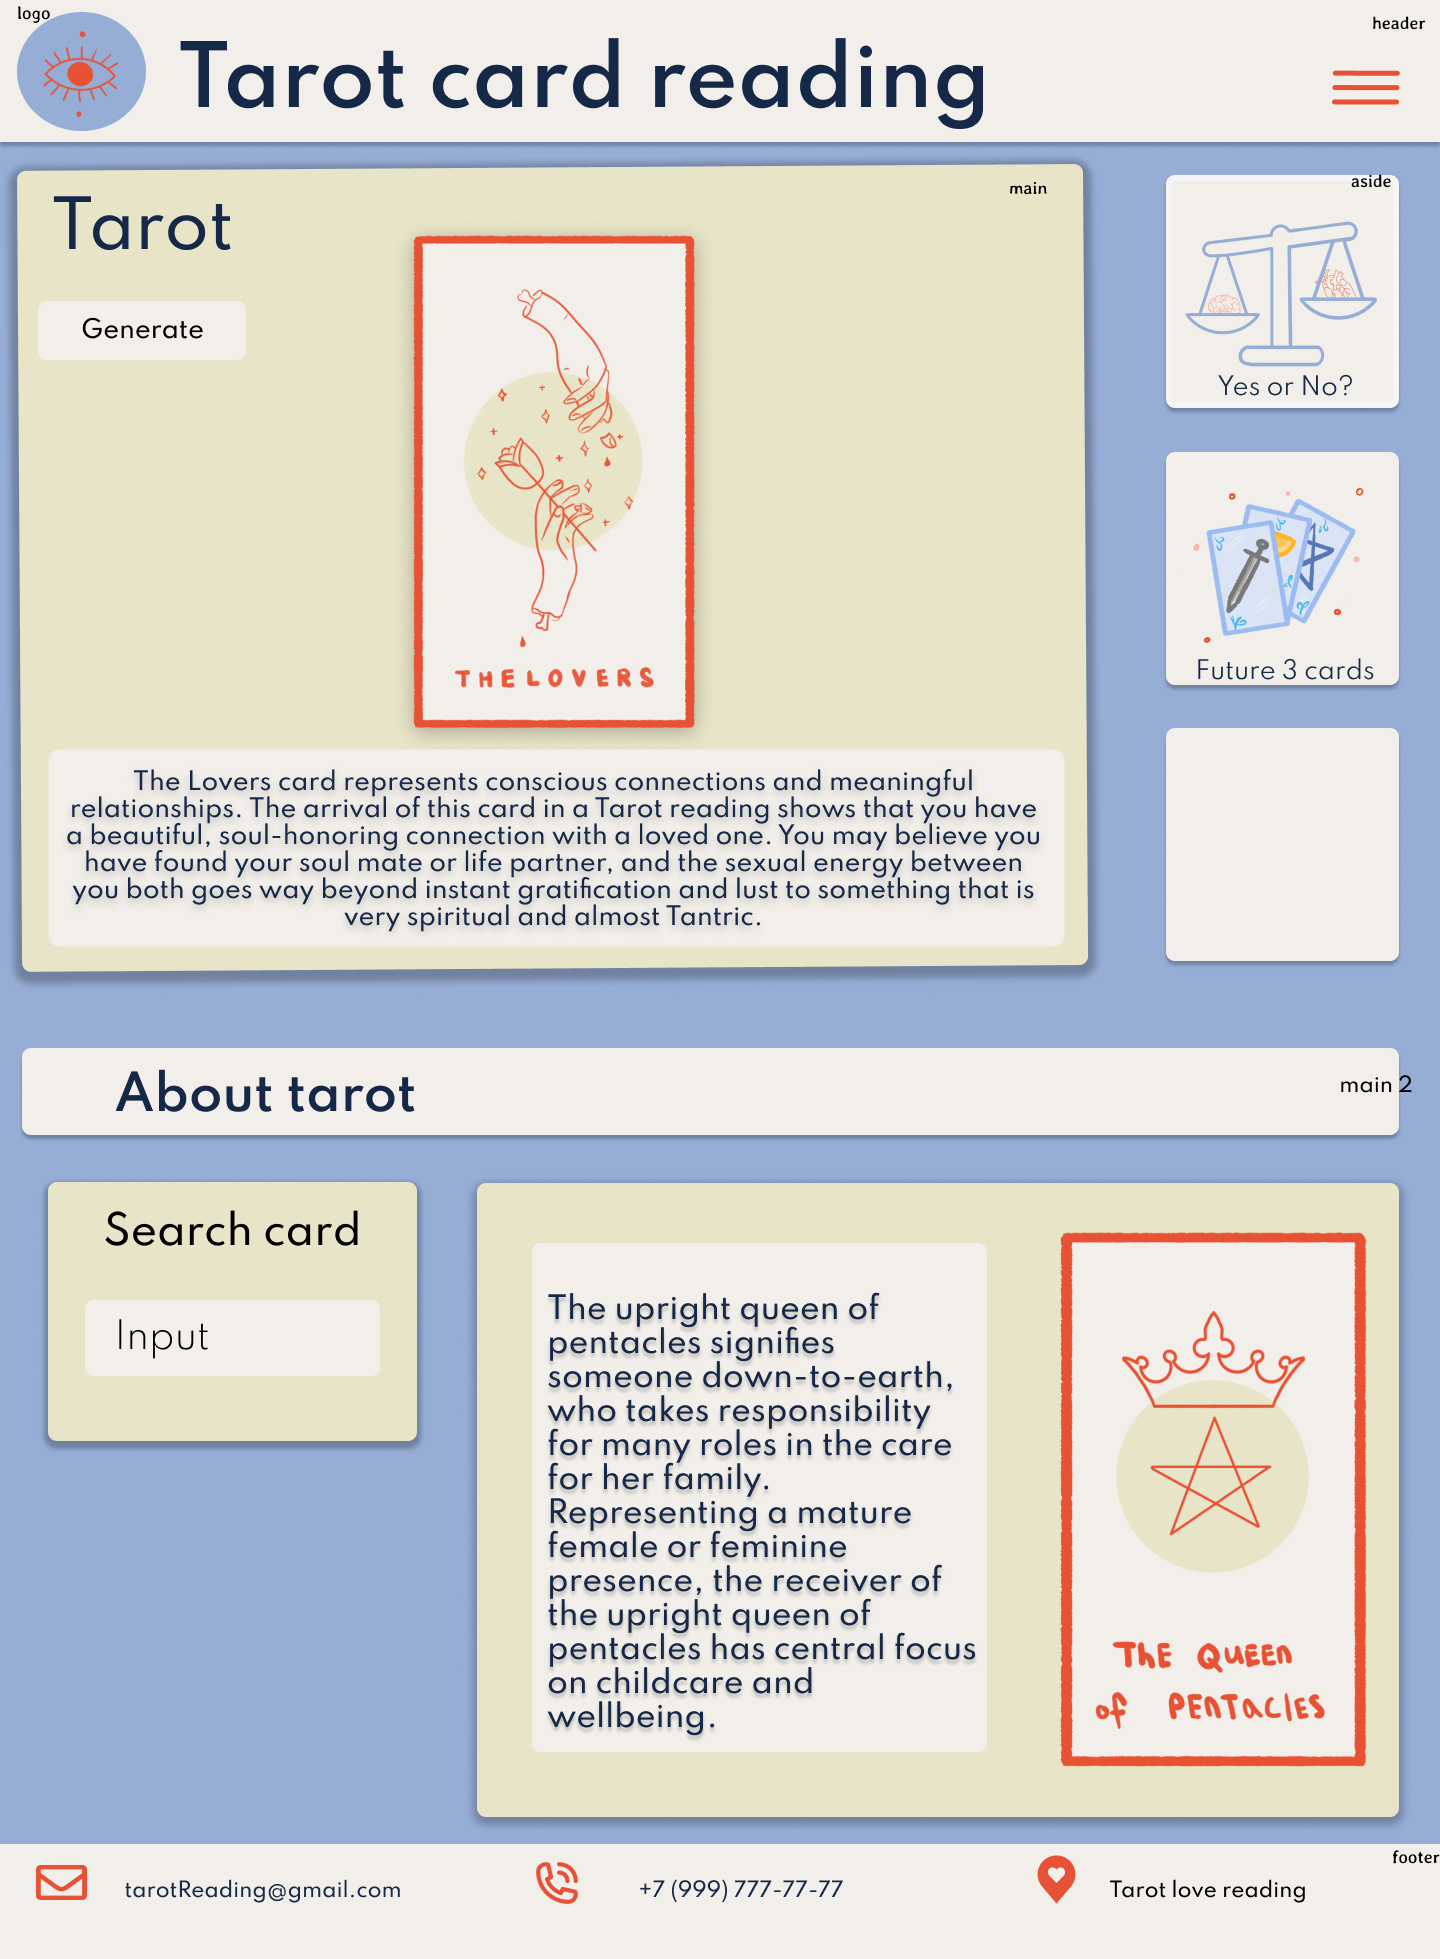 logo
header
Tarot card reading
main
aside
Tarot
Generate
THE LOVERS
The Lovers card represents conscious connections and meaningful
relationships. The arrival of this card in a Tarot reading shows that you have
a beautiful, soul-honoring connection with a loved one. You may believe you
have found your soul mate or life partner, and the sexual energy between
you both goes way beyond instant gratification and lust to something that is
very spiritual and almost Tantric.
Yes or No?
Future 3 cards
About tarot
main 2
Search card
Input
The upright queen of
pentacles signifies
someone down-to-earth,
who takes responsibility
for many roles in the care
for her family.
Representing a mature
female or feminine
presence, the receiver of
the upright queen of
pentacles has central focus
on childcare and
wellbeing.
ThE QuEEn
of PEnTaclES
footer
tarotReading@gmail.com
+7 (999) 777-77-77
Tarot love reading